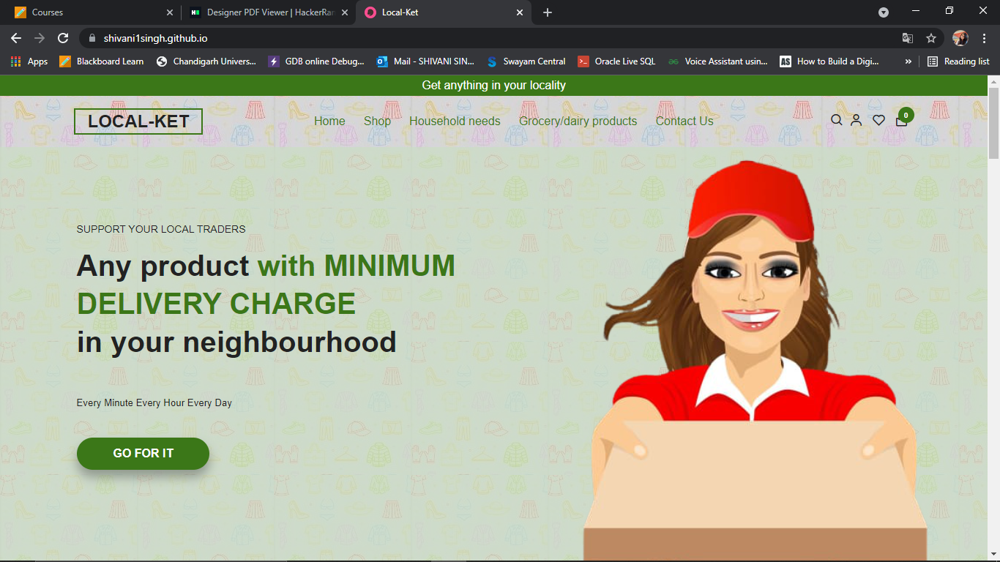 Courses
Designer PDF Viewer | HackerRan
Local-Ket
shivani1singh.github.io
Apps
Blackboard Learn
Chandigarh Univers...
GDB online Debug...
Mail - SHIVANI SIN...
Swayam Central
Oracle Live SQL
Voice Assistant usin...
AS
How to Build a Digi...
»
Reading list
Get anything in your locality
LOCAL-KET
Home
Shop
Household needs
Grocery/dairy products
Contact Us
0
SUPPORT YOUR LOCAL TRADERS
Any product with MINIMUM
DELIVERY CHARGE
in your neighbourhood
Every Minute Every Hour Every Day
GO FOR IT